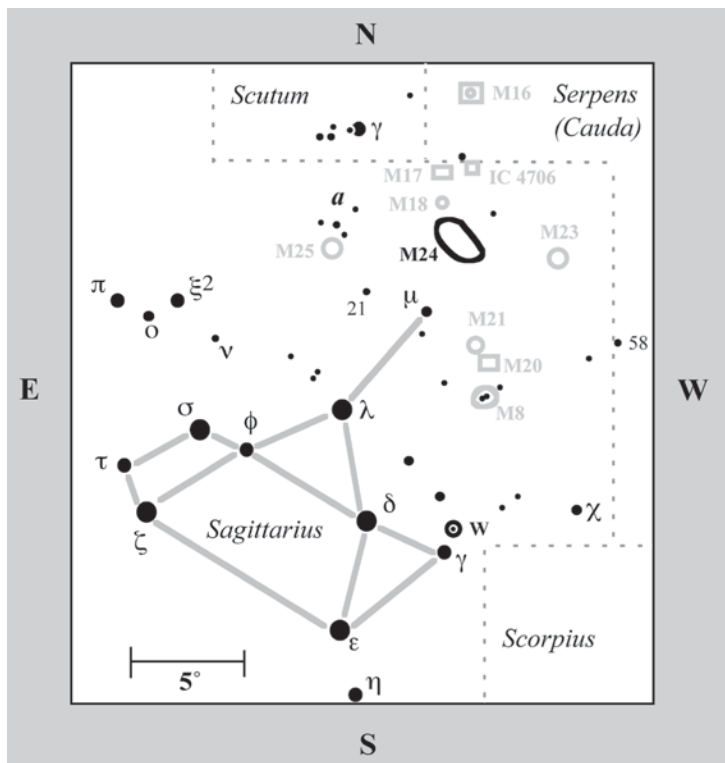 N
Scutum
M16
Serpens
(Cauda)
γ
M17
IC 4706
M18
a
M25
M24
M23
π
ξ2
ο
21
μ
ν
M21
58
M20
E
W
M8
σ
φ
λ
τ
ζ
Sagittarius
δ
w
χ
γ
ε
Scorpius
5°
η
S